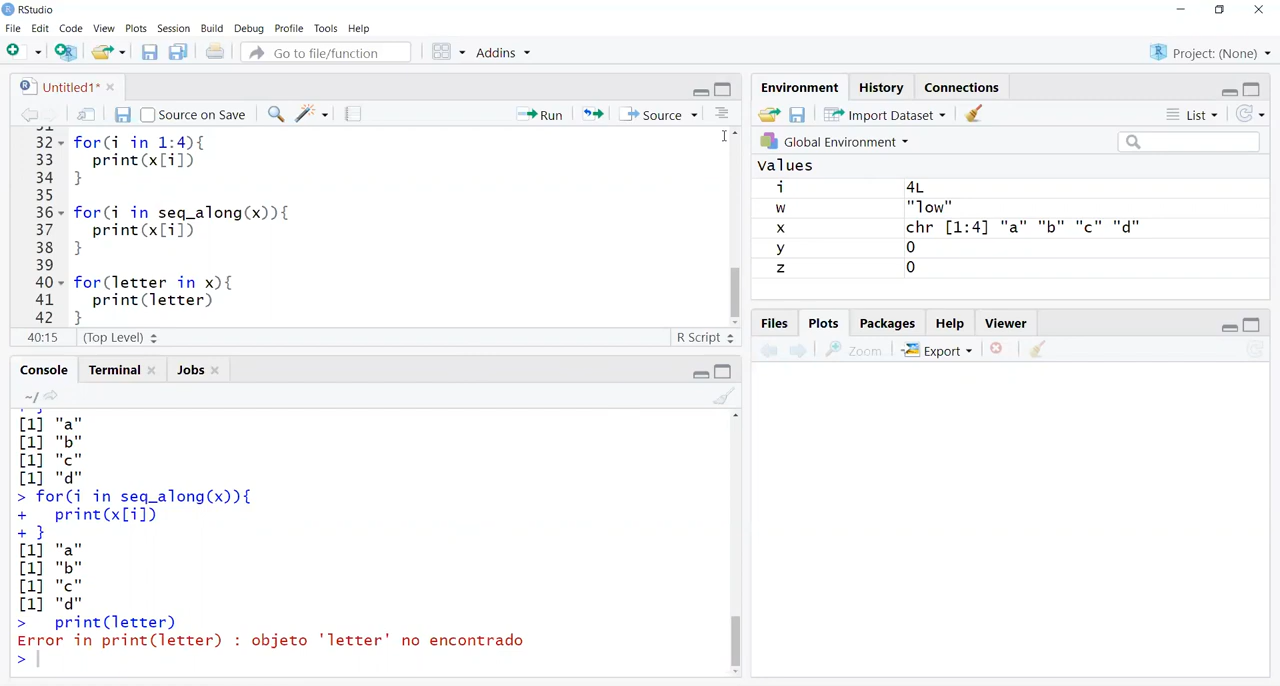 RStudio
File Edit Code View Plots Session Build Debug Profile Tools Help
Go to file/function Addins Project: (None)
Untitled1*
Source on Save Run Source
31
32 for(i in 1:4){
33 print(x[i])
34 }
35
36 for(i in seq_along(x)){
37 print(x[i])
38 }
39
40 for(letter in x){
41 print(letter)
42 }
40:15 (Top Level) R Script
Console Terminal Jobs
~/
+ }
[1] "a"
[1] "b"
[1] "c"
[1] "d"
> for(i in seq_along(x)){
+ print(x[i])
+ }
[1] "a"
[1] "b"
[1] "c"
[1] "d"
> print(letter)
Error in print(letter) : objeto 'letter' no encontrado
>
Environment History Connections
Import Dataset List
Global Environment
Values
i 4L
w "low"
x chr [1:4] "a" "b" "c" "d"
y 0
z 0
Files Plots Packages Help Viewer
Zoom Export